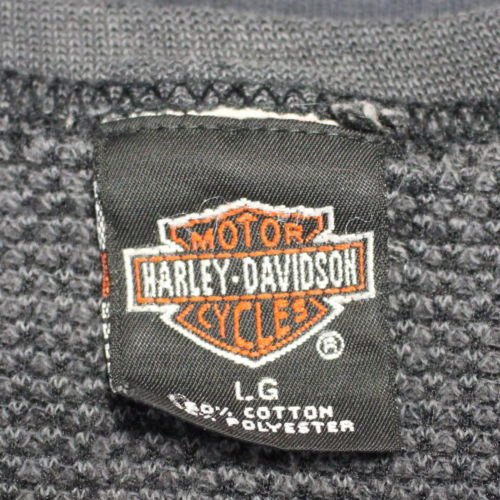 MOTOR
HARLEY-DAVIDSON
CYCLES
®
LG
COTTON
POLYESTER